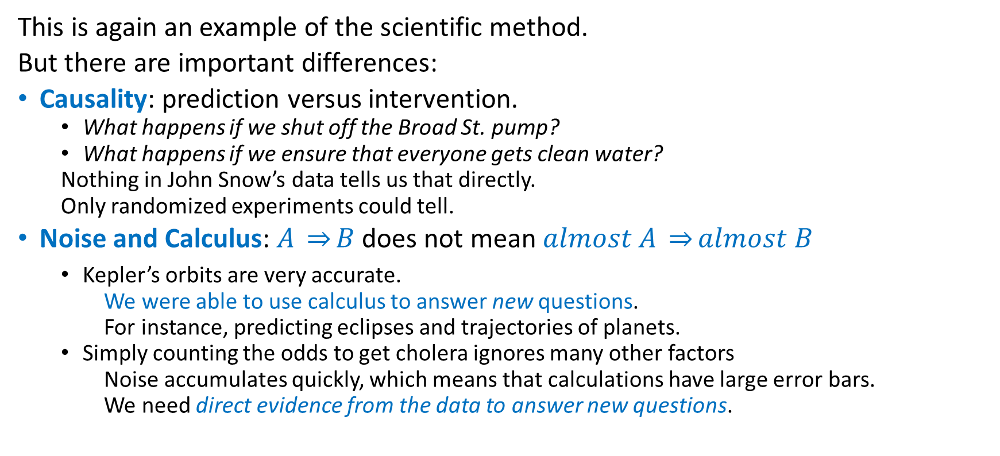 This is again an example of the scientific method.
But there are important differences:
• Causality: prediction versus intervention.
• What happens if we shut off the Broad St. pump?
• What happens if we ensure that everyone gets clean water?
Nothing in John Snow’s data tells us that directly.
Only randomized experiments could tell.
• Noise and Calculus: A ⇒ B does not mean almost A ⇒ almost B
• Kepler’s orbits are very accurate.
We were able to use calculus to answer new questions.
For instance, predicting eclipses and trajectories of planets.
• Simply counting the odds to get cholera ignores many other factors
Noise accumulates quickly, which means that calculations have large error bars.
We need direct evidence from the data to answer new questions.